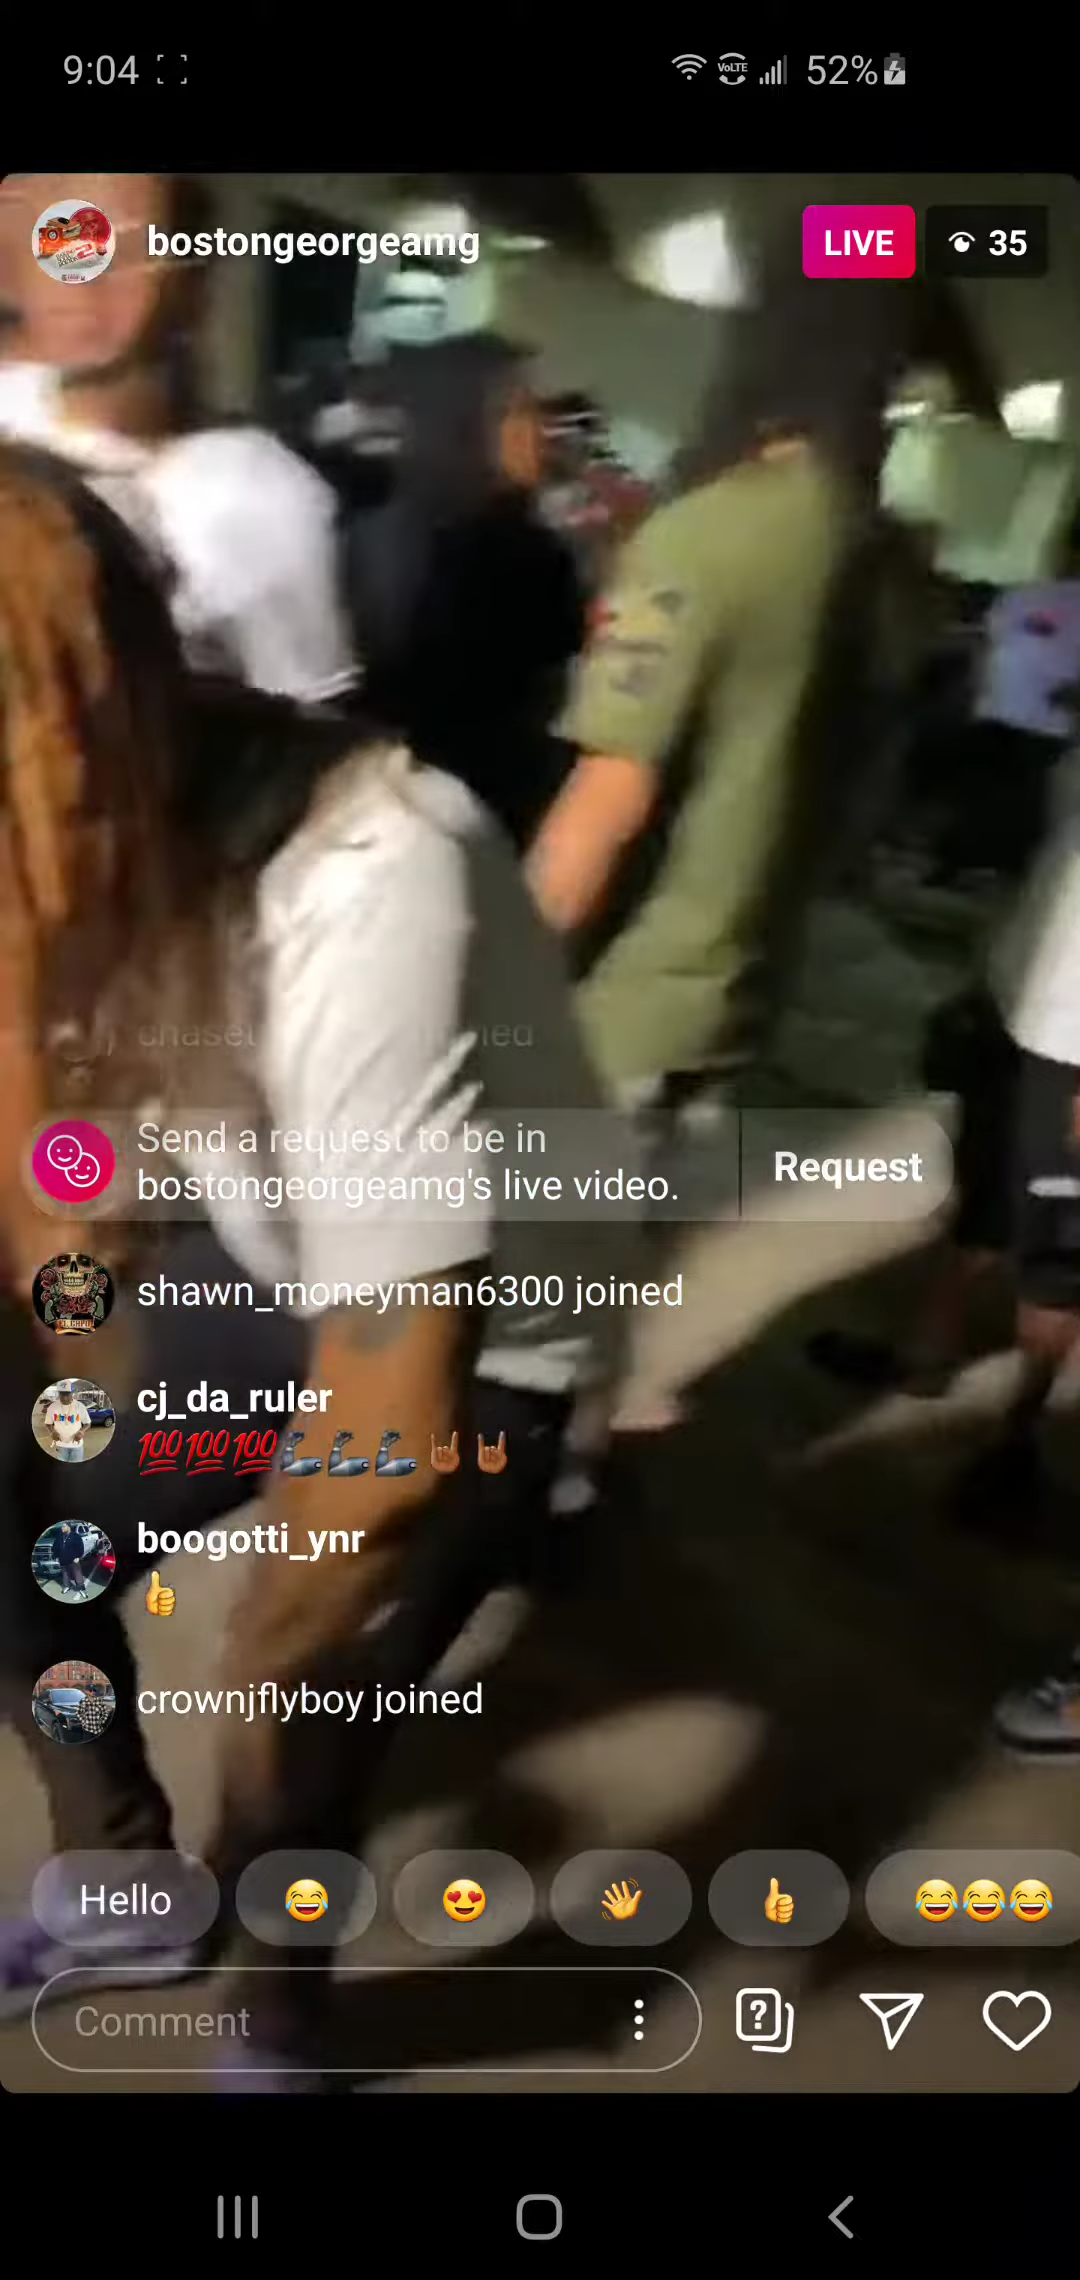 9:04
VoLTE
52%
bostongeorgeamg
LIVE
35
Send a request to be in
bostongeorgeamg's live video.
Request
shawn_moneyman6300 joined
cj_da_ruler
💯💯💯🦾🦾🦾🤘🏾🤘🏾
boogotti_ynr
👍
crownjflyboy joined
Hello
😂
😍
👋
👍
😂😂😂
Comment